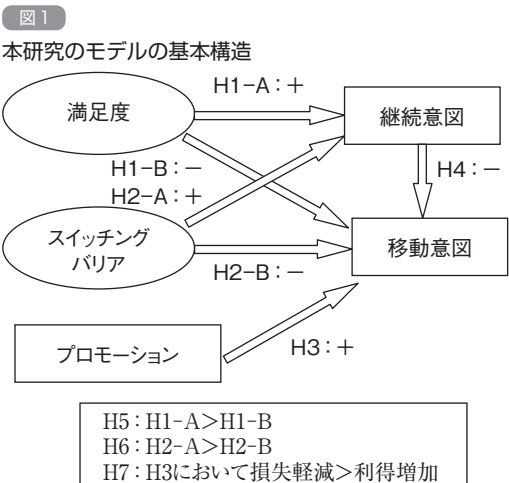 図1
本研究のモデルの基本構造
H1-A：＋
満足度
継続意図
H1-B：－
H2-A：＋
H4：－
スイッチング
バリア
移動意図
H2-B：－
プロモーション
H3：＋
H5：H1-A＞H1-B
H6：H2-A＞H2-B
H7：H3において損失軽減＞利得増加